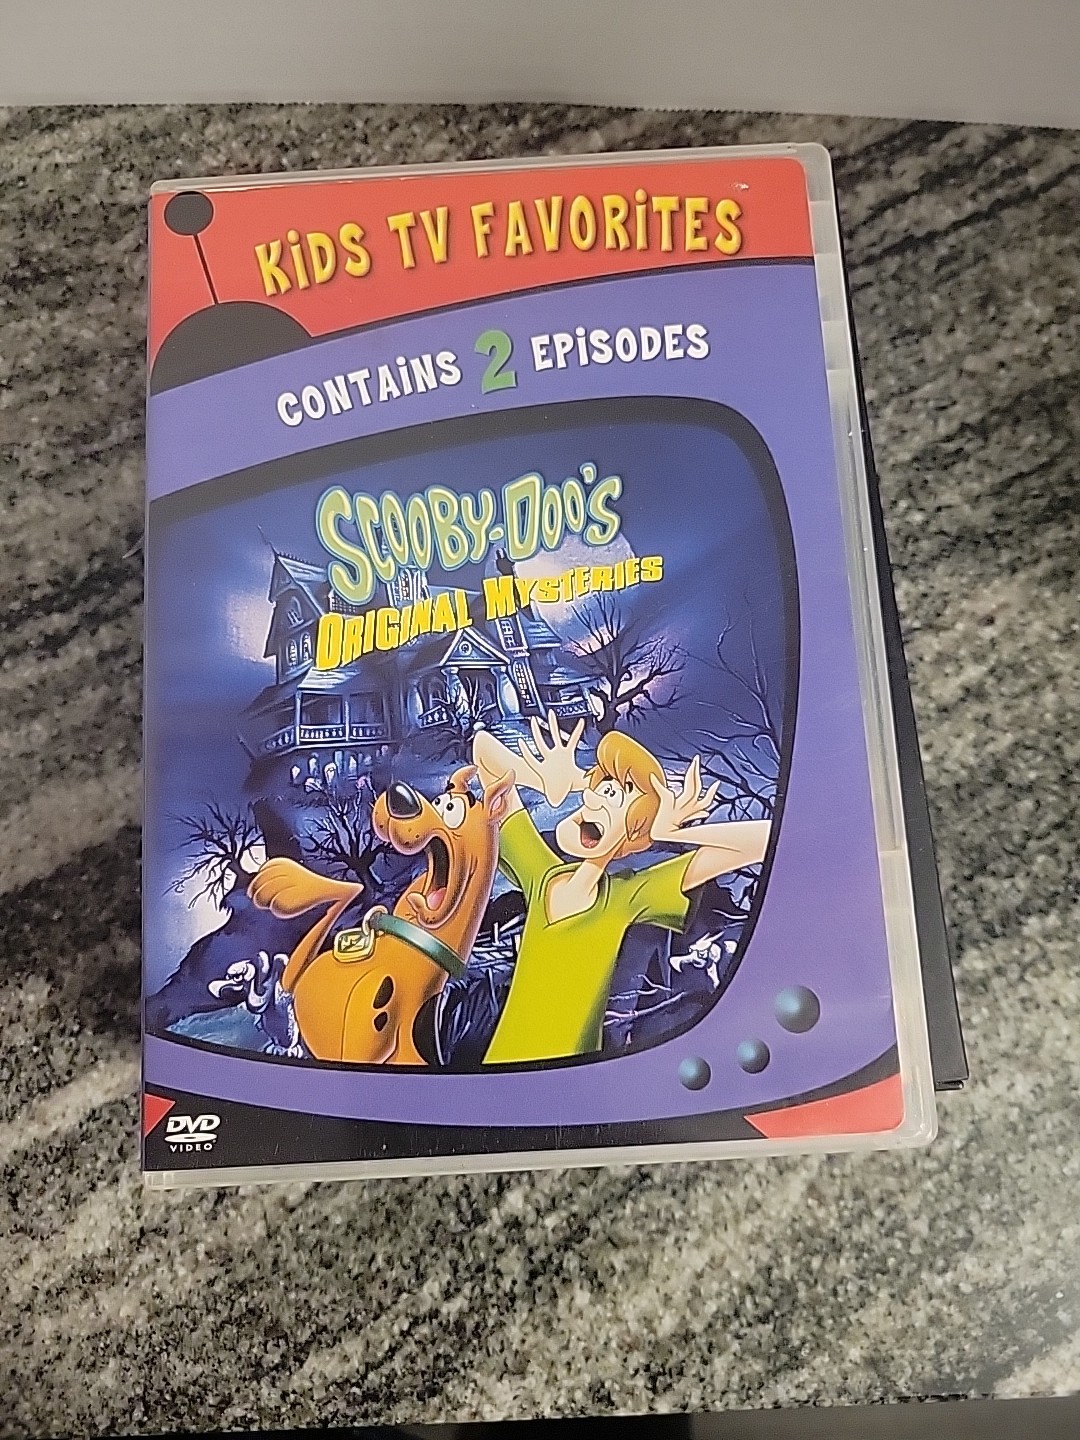 KiDS TV FAVORiTES
CONTAiNS 2 EPiSODES
SCOOBY-DOO'S
ORIGINAL MYSTERIES
DVD
VIDEO